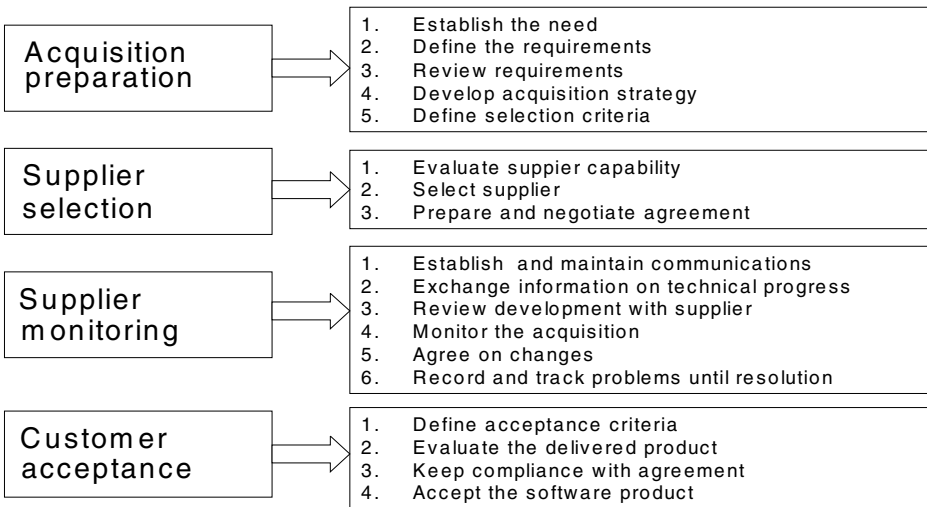 Acquisition
preparation
1. Establish the need
2. Define the requirements
3. Review requirements
4. Develop acquisition strategy
5. Define selection criteria
Supplier
selection
1. Evaluate suppier capability
2. Select supplier
3. Prepare and negotiate agreement
Supplier
monitoring
1. Establish and maintain communications
2. Exchange information on technical progress
3. Review development with supplier
4. Monitor the acquisition
5. Agree on changes
6. Record and track problems until resolution
Customer
acceptance
1. Define acceptance criteria
2. Evaluate the delivered product
3. Keep compliance with agreement
4. Accept the software product